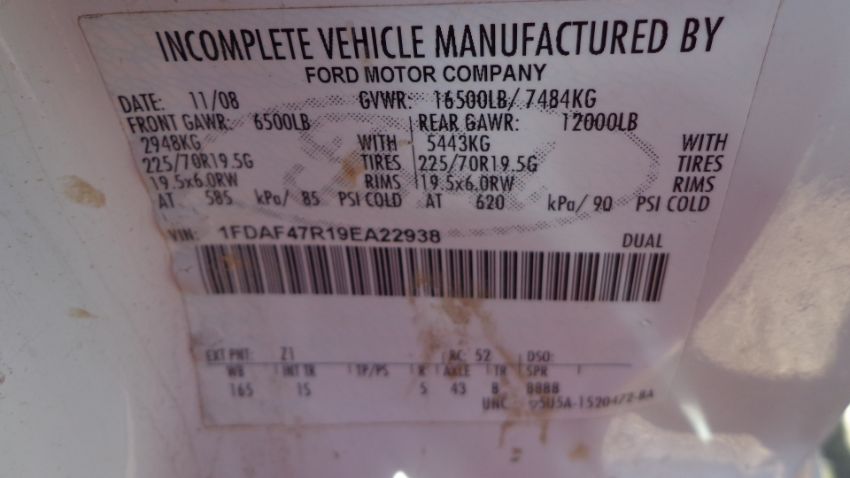 INCOMPLETE VEHICLE MANUFACTURED BY
FORD MOTOR COMPANY
DATE: 11/08 GVWR: 16500LB/ 7484KG
FRONT GAWR: 6500LB REAR GAWR: 12000LB
2948KG WITH 5443KG WITH
225/70R19.5G TIRES 225/70R19.5G TIRES
19.5x6.0RW RIMS 19.5x6.0RW RIMS
AT 585 kPa/ 85 PSI COLD AT 620 kPa/ 90 PSI COLD
VIN: 1FDAF47R19EA22938 DUAL
EXT PNT: Z1 RC: 52 DSO:
WB INT TR TP/PS R AXLE TR SPR
165 15 5 43 8 8888
UNC